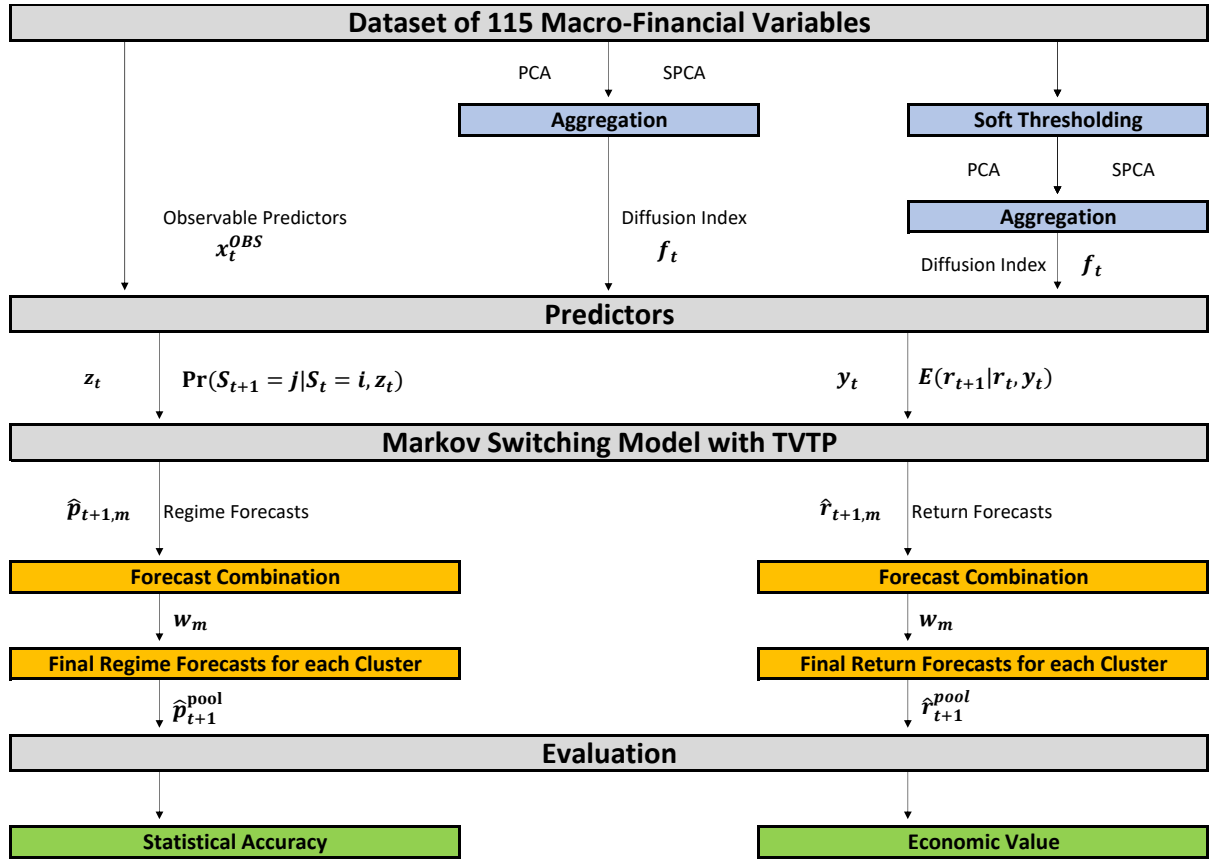 Dataset of 115 Macro-Financial Variables
PCA SPCA
Aggregation Soft Thresholding
PCA SPCA
Observable Predictors Diffusion Index Aggregation
x_t^{OBS} f_t
Diffusion Index f_t
Predictors
z_t Pr(S_{t+1} = j|S_t = i, z_t) y_t E(r_{t+1}|r_t, y_t)
Markov Switching Model with TVTP
p̂_{t+1,m} Regime Forecasts r̂_{t+1,m} Return Forecasts
Forecast Combination Forecast Combination
w_m w_m
Final Regime Forecasts for each Cluster Final Return Forecasts for each Cluster
p̂_{t+1}^{pool} r̂_{t+1}^{pool}
Evaluation
Statistical Accuracy Economic Value